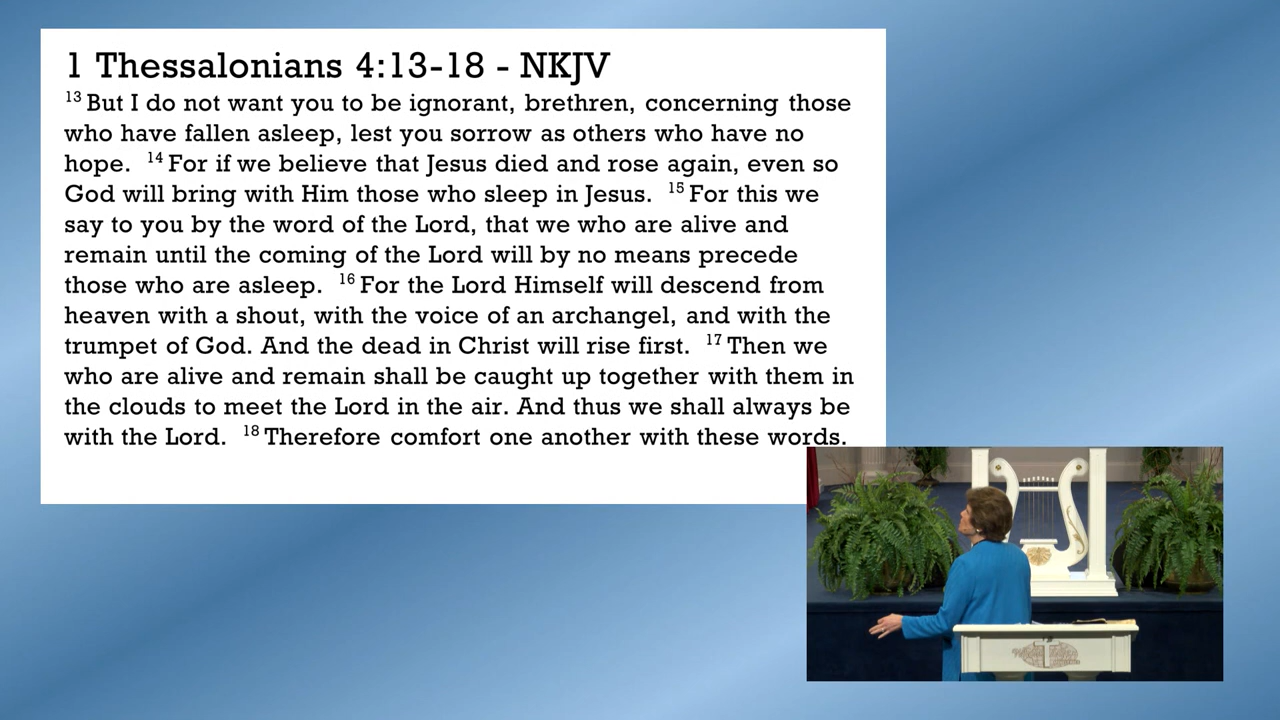 1 Thessalonians 4:13-18 - NKJV
13 But I do not want you to be ignorant, brethren, concerning those
who have fallen asleep, lest you sorrow as others who have no
hope. 14 For if we believe that Jesus died and rose again, even so
God will bring with Him those who sleep in Jesus. 15 For this we
say to you by the word of the Lord, that we who are alive and
remain until the coming of the Lord will by no means precede
those who are asleep. 16 For the Lord Himself will descend from
heaven with a shout, with the voice of an archangel, and with the
trumpet of God. And the dead in Christ will rise first. 17 Then we
who are alive and remain shall be caught up together with them in
the clouds to meet the Lord in the air. And thus we shall always be
with the Lord. 18 Therefore comfort one another with these words.